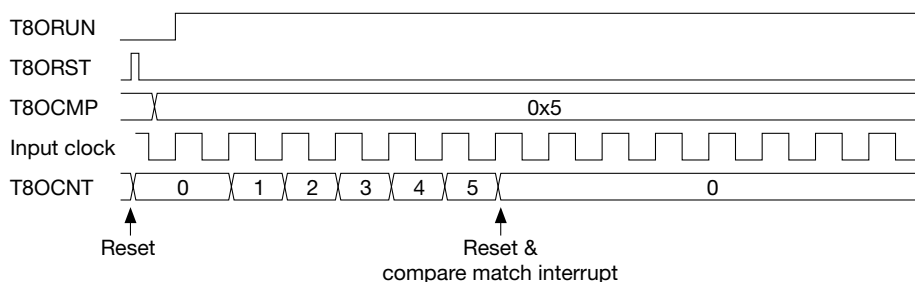 T8ORUN
T8ORST
T8OCMP 0x5
Input clock
T8OCNT 0 1 2 3 4 5 0
Reset Reset &
compare match interrupt